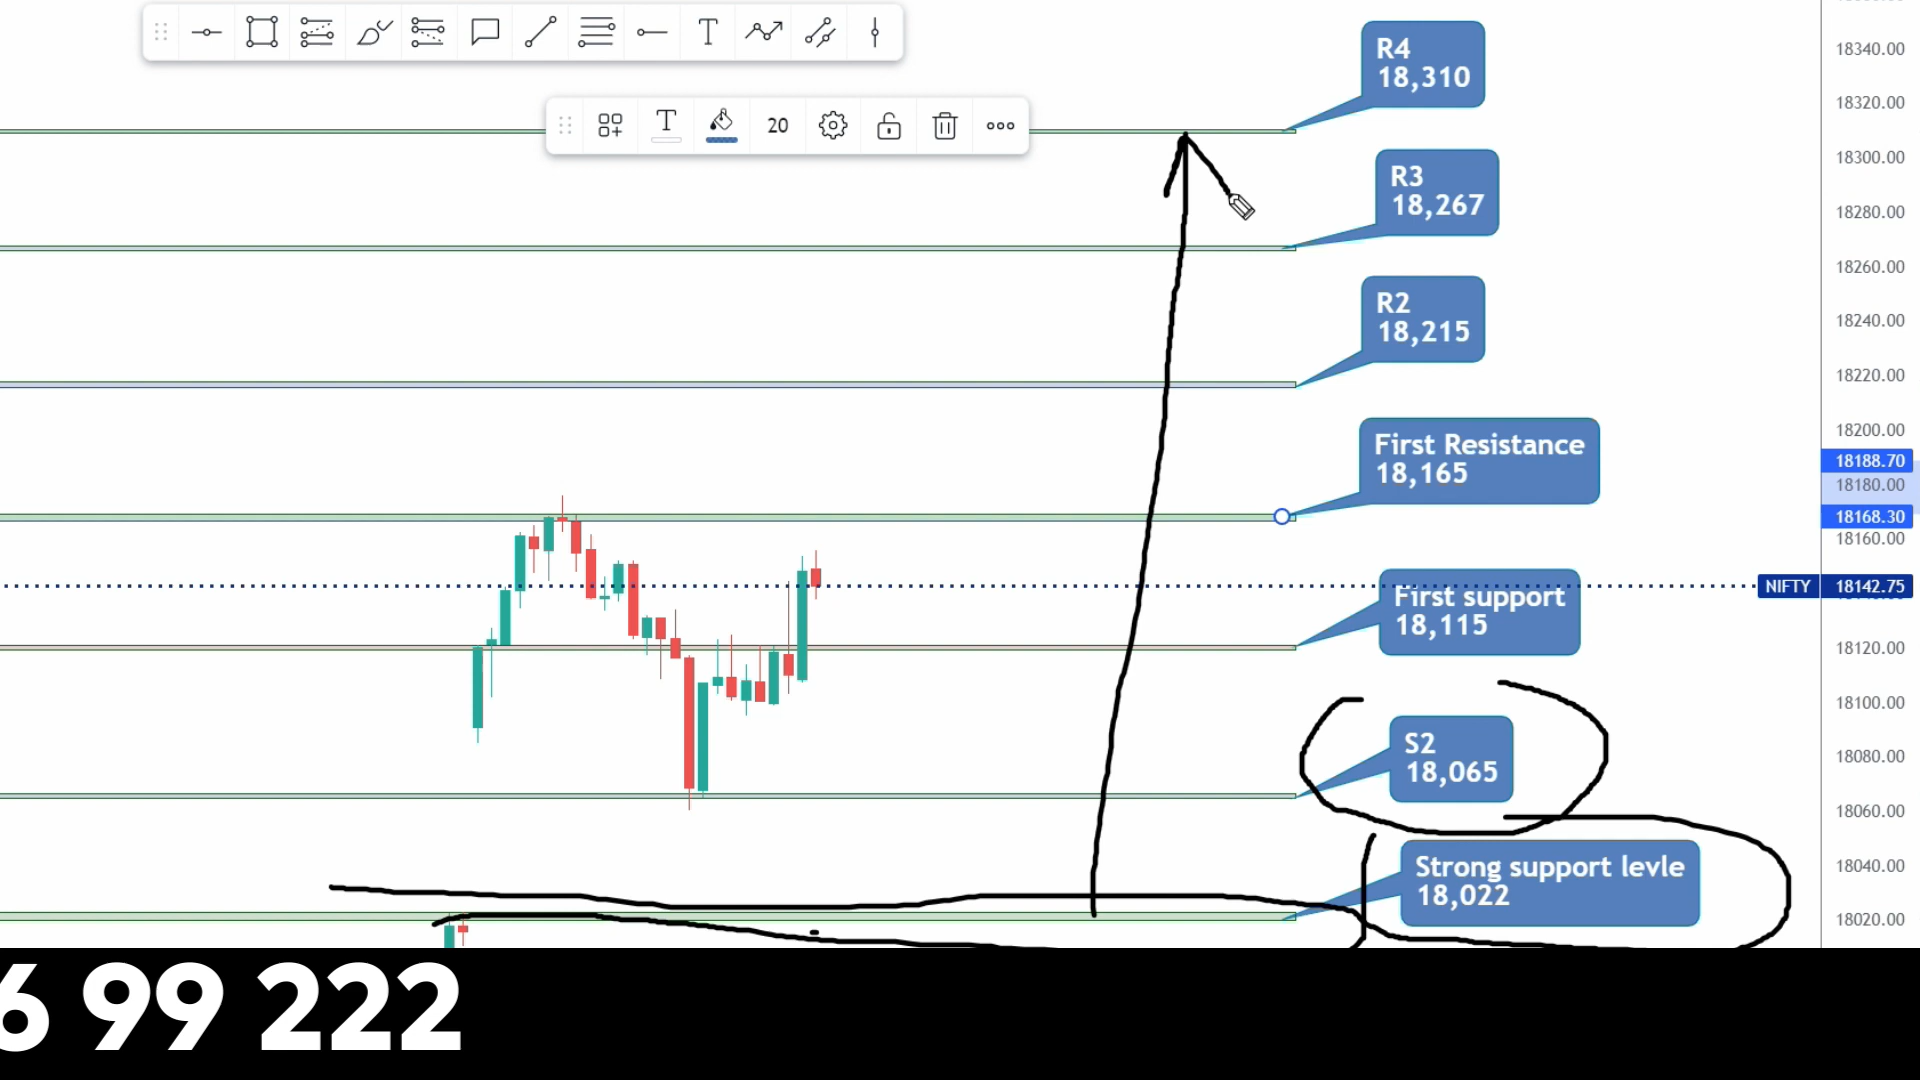 R4
18,310
20
R3
18,267
R2
18,215
First Resistance
18,165
First support
18,115
S2
18,065
Strong support levle
18,022
18340.00
18320.00
18300.00
18280.00
18260.00
18240.00
18220.00
18200.00
18188.70
18180.00
18168.30
18160.00
NIFTY 18142.75
18120.00
18100.00
18080.00
18060.00
18040.00
18020.00
6 99 222